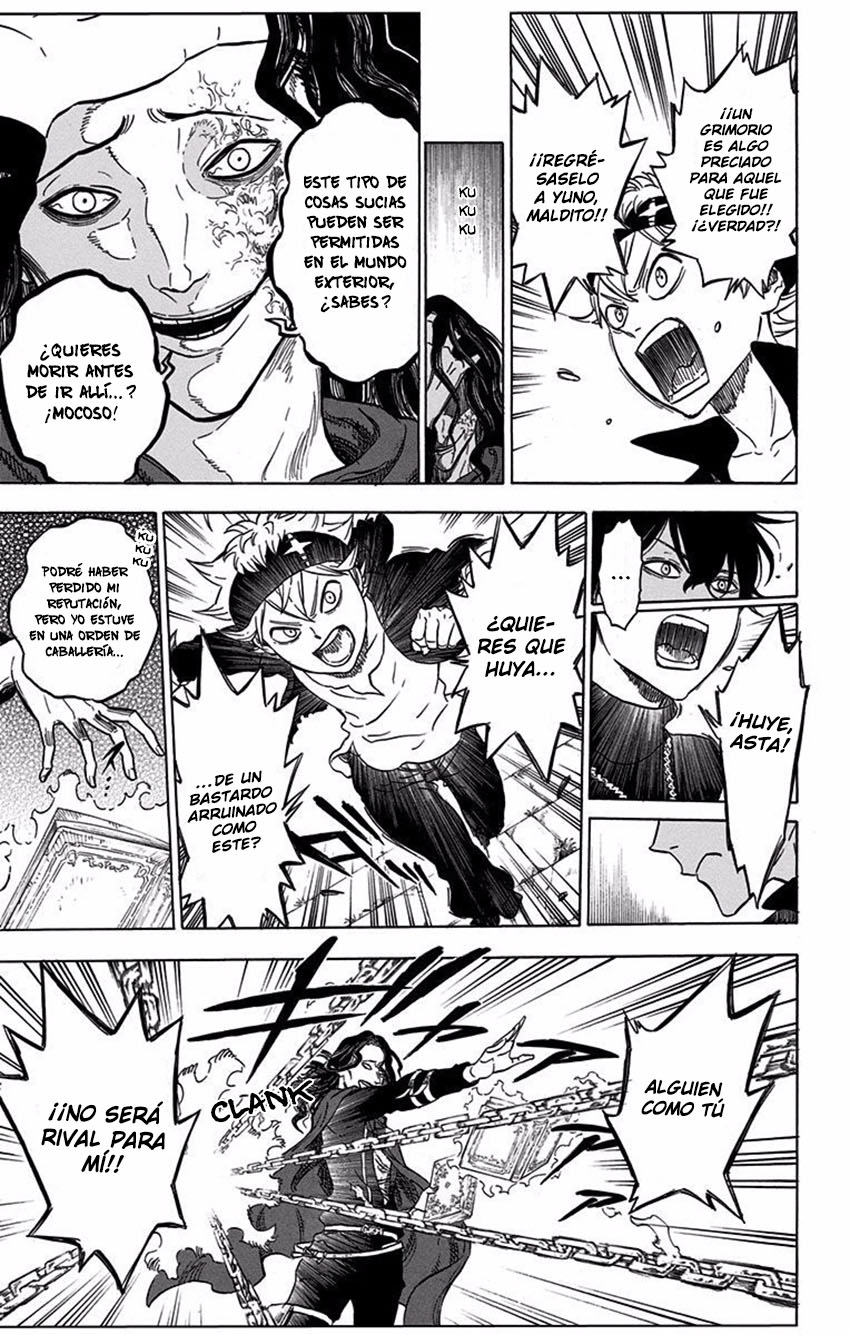 ¡¡UN
GRIMORIO
ES ALGO
PRECIADO
PARA AQUEL
QUE FUE
ELEGIDO!!
¡¿VERDAD?!
¡¡REGRÉ-
SASELO
A YUNO,
MALDITO!!
KU
KU
KU
ESTE TIPO DE
COSAS SUCIAS
PUEDEN SER
PERMITIDAS
EN EL MUNDO
EXTERIOR,
¿SABES?
¿QUIERES
MORIR ANTES
DE IR ALLÍ...?
¡MOCOSO!
...
¡HUYE,
ASTA!
¿QUIE-
RES QUE
HUYA...
...DE UN
BASTARDO
ARRUINADO
COMO
ESTE?
KU
KU
KU
PODRÉ HABER
PERDIDO MI
REPUTACIÓN,
PERO YO ESTUVE
EN UNA ORDEN DE
CABALLERÍA...
ALGUIEN
COMO TÚ
CLANK
¡¡NO SERÁ
RIVAL PARA
MÍ!!